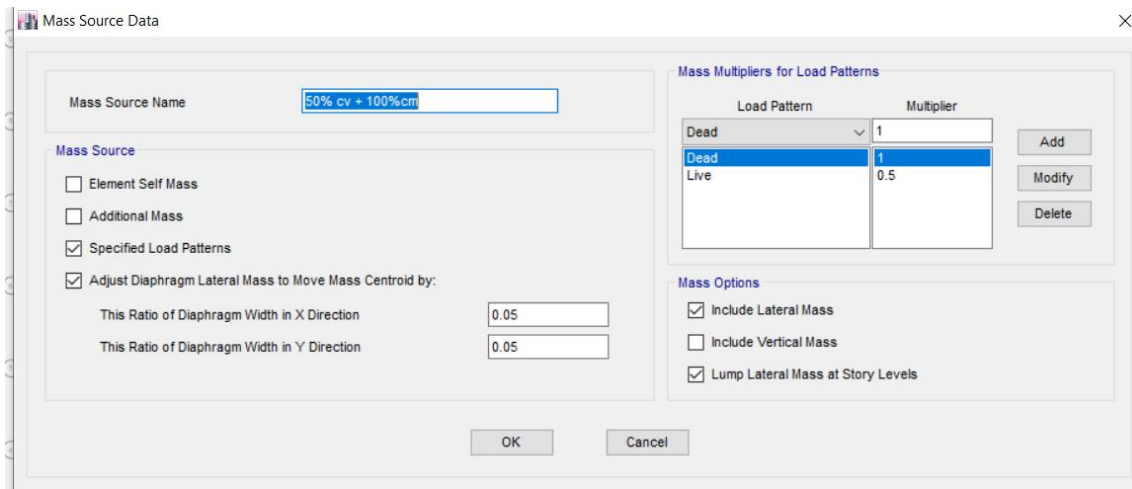 Mass Source Data
Mass Source Name 50% cv + 100%cm
Mass Source
Element Self Mass
Additional Mass
Specified Load Patterns
Adjust Diaphragm Lateral Mass to Move Mass Centroid by:
This Ratio of Diaphragm Width in X Direction 0.05
This Ratio of Diaphragm Width in Y Direction 0.05
Mass Multipliers for Load Patterns
Load Pattern Multiplier
Dead 1
Dead 1
Live 0.5
Add
Modify
Delete
Mass Options
Include Lateral Mass
Include Vertical Mass
Lump Lateral Mass at Story Levels
OK Cancel